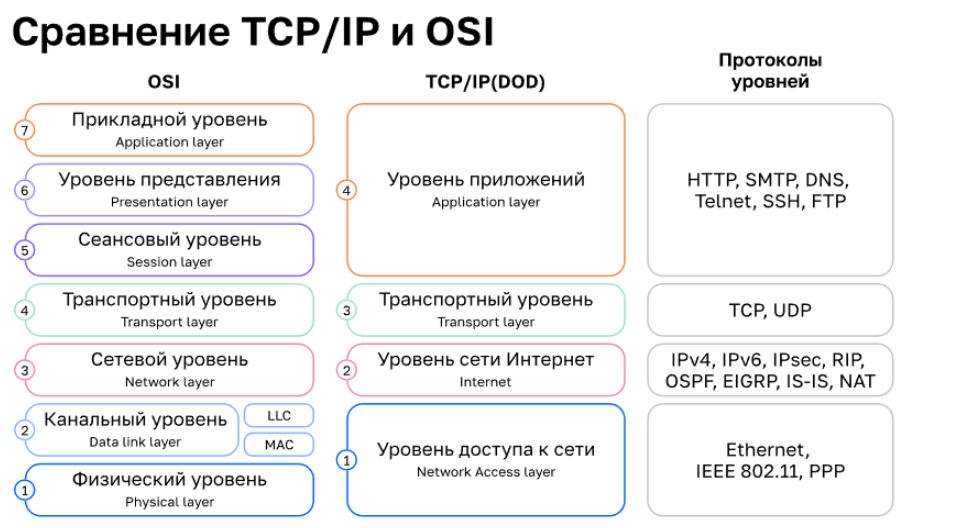 Сравнение TCP/IP и OSI
OSI
7
Прикладной уровень
Application layer
6
Уровень представления
Presentation layer
5
Сеансовый уровень
Session layer
4
Транспортный уровень
Transport layer
3
Сетевой уровень
Network layer
2
Канальный уровень
Data link layer
LLC
MAC
1
Физический уровень
Physical layer
TCP/IP(DOD)
4
Уровень приложений
Application layer
3
Транспортный уровень
Transport layer
2
Уровень сети Интернет
Internet
1
Уровень доступа к сети
Network Access layer
Протоколы
уровней
HTTP, SMTP, DNS,
Telnet, SSH, FTP
TCP, UDP
IPv4, IPv6, IPsec, RIP,
OSPF, EIGRP, IS-IS, NAT
Ethernet,
IEEE 802.11, PPP